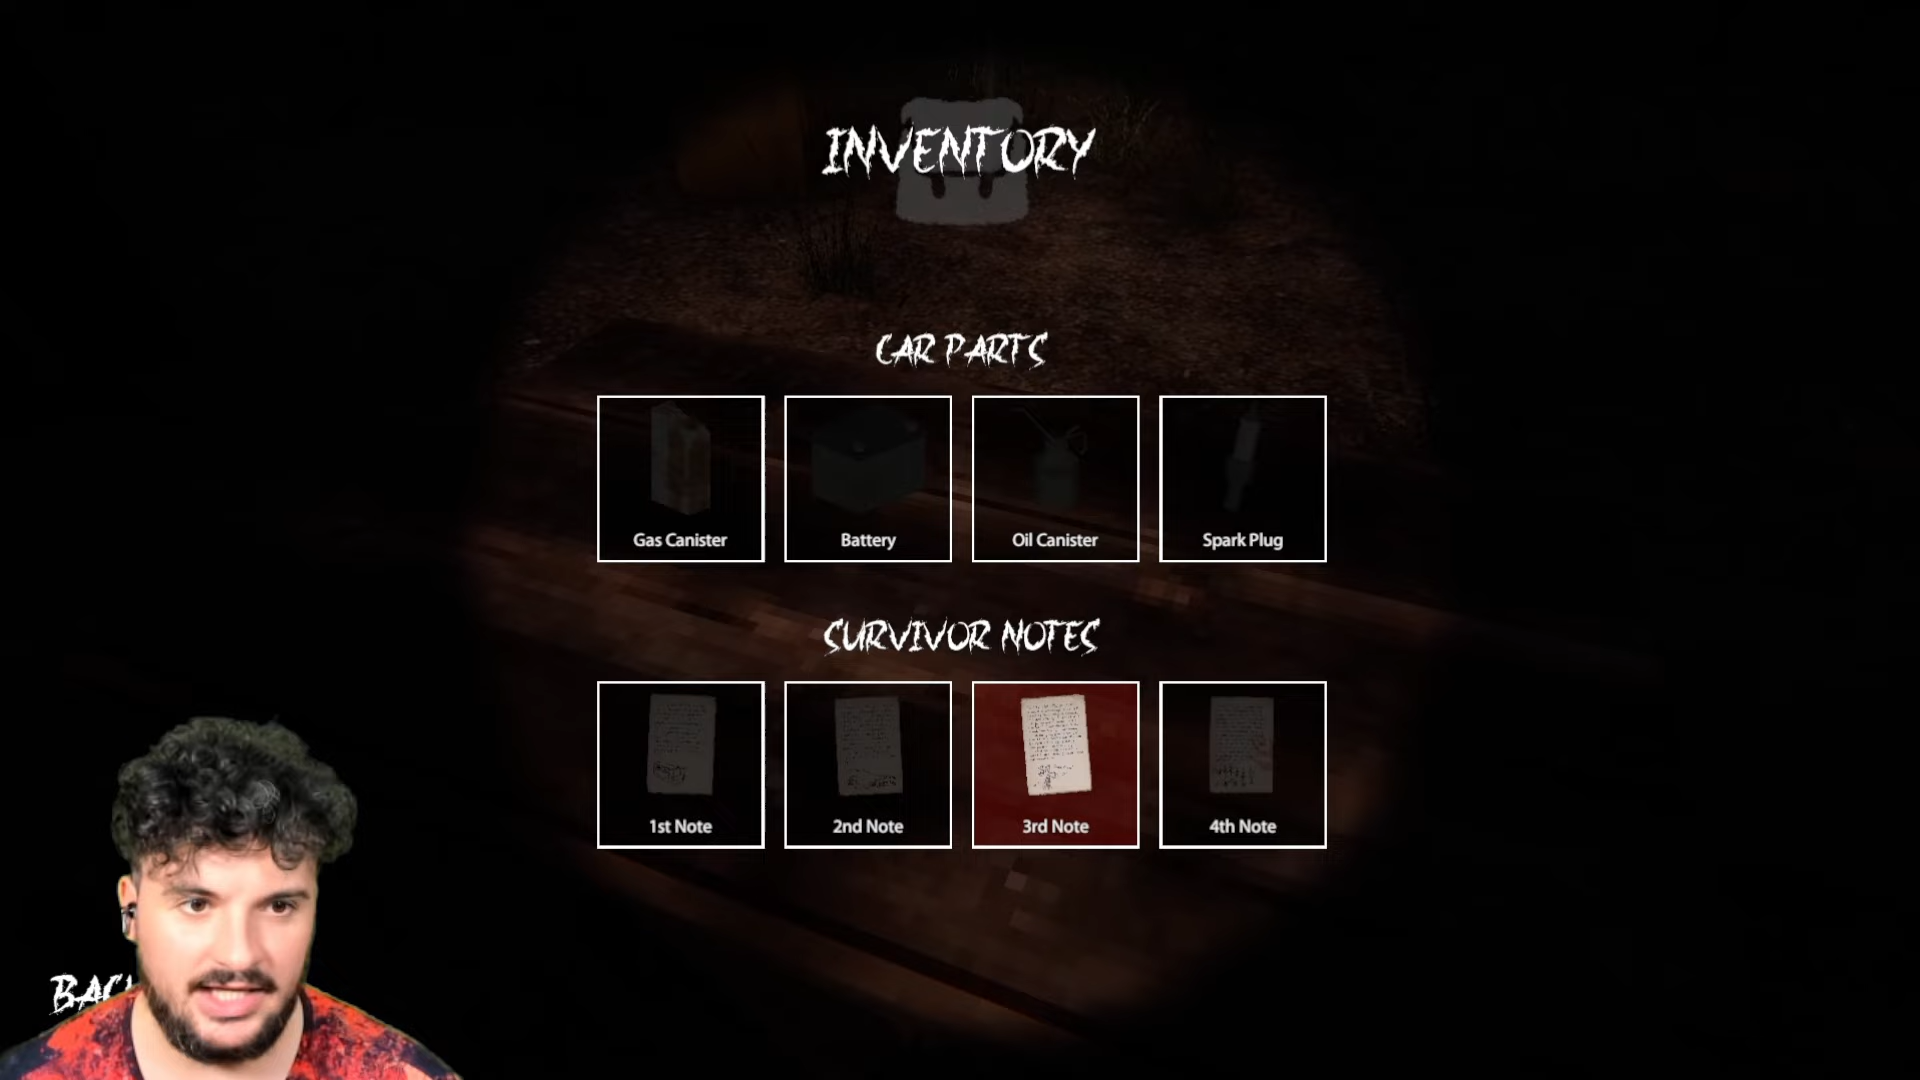 INVENTORY
CAR PARTS
Gas Canister
Battery
Oil Canister
Spark Plug
SURVIVOR NOTES
1st Note
2nd Note
3rd Note
4th Note